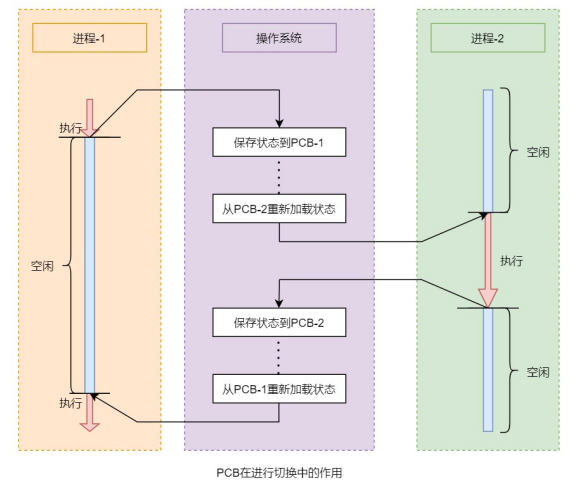 进程-1
操作系统
进程-2
执行
保存状态到PCB-1
空闲
从PCB-2重新加载状态
空闲
执行
保存状态到PCB-2
空闲
从PCB-1重新加载状态
执行
PCB在进行切换中的作用